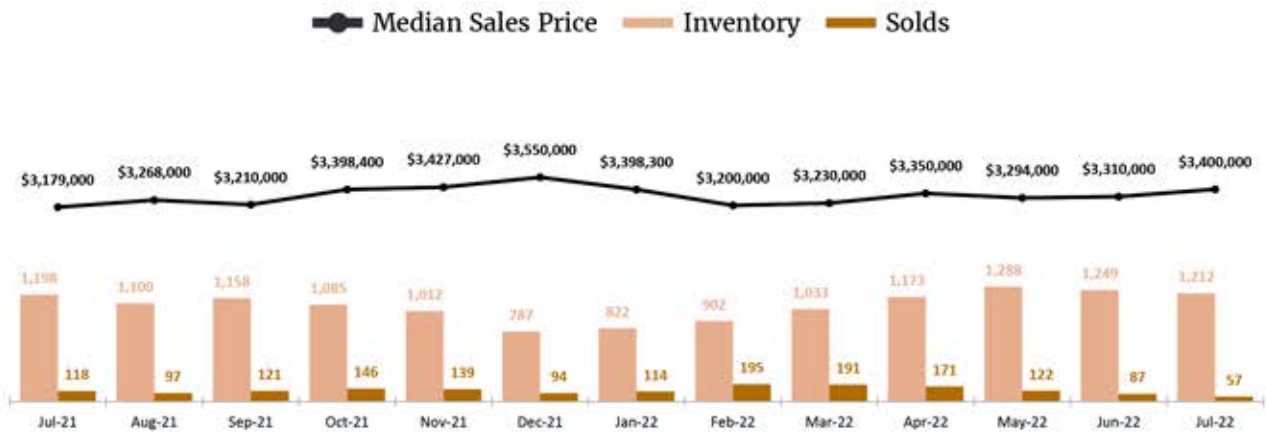 Median Sales Price Inventory Solds
$3,179,000 $3,268,000 $3,210,000 $3,398,400 $3,427,000 $3,550,000 $3,398,300 $3,200,000 $3,230,000 $3,350,000 $3,294,000 $3,310,000 $3,400,000
1,198 1,100 1,158 1,085 1,012 787 822 902 1,033 1,173 1,288 1,249 1,212
118 97 121 146 139 94 114 195 191 171 122 87 57
Jul-21 Aug-21 Sep-21 Oct-21 Nov-21 Dec-21 Jan-22 Feb-22 Mar-22 Apr-22 May-22 Jun-22 Jul-22